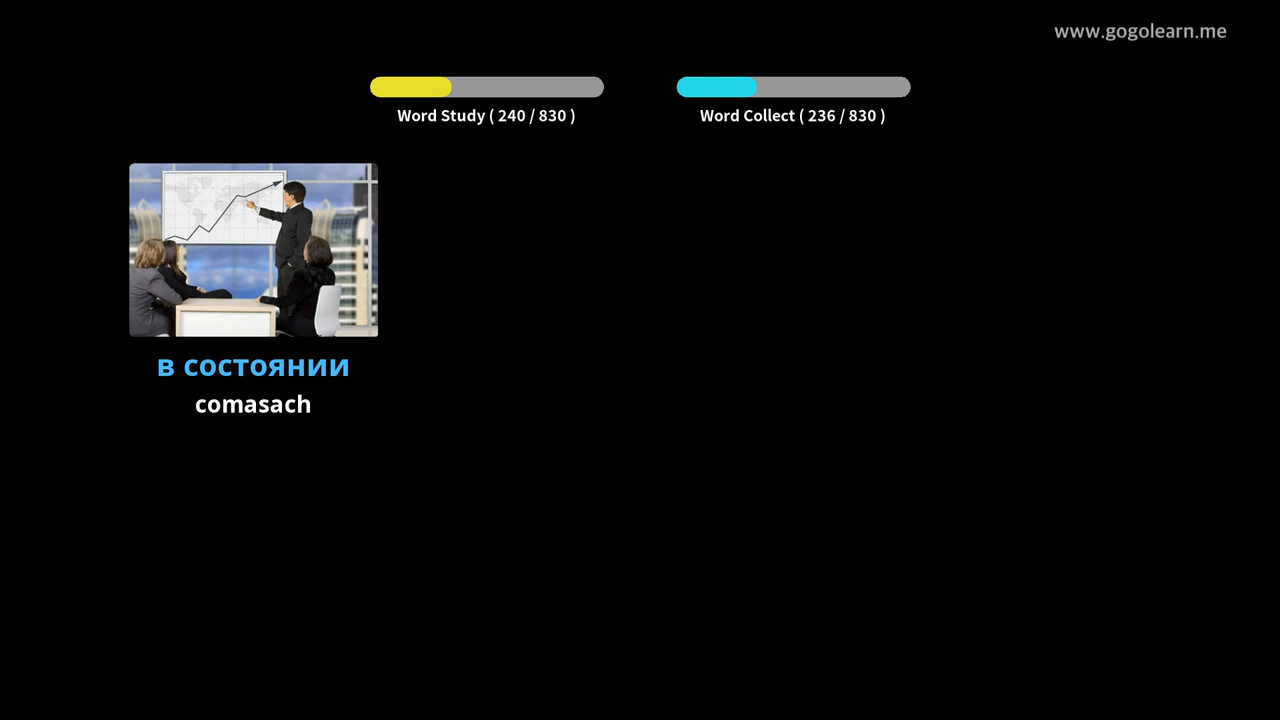 www.gogolearn.me
Word Study ( 240 / 830 )
Word Collect ( 236 / 830 )
в состоянии
comasach